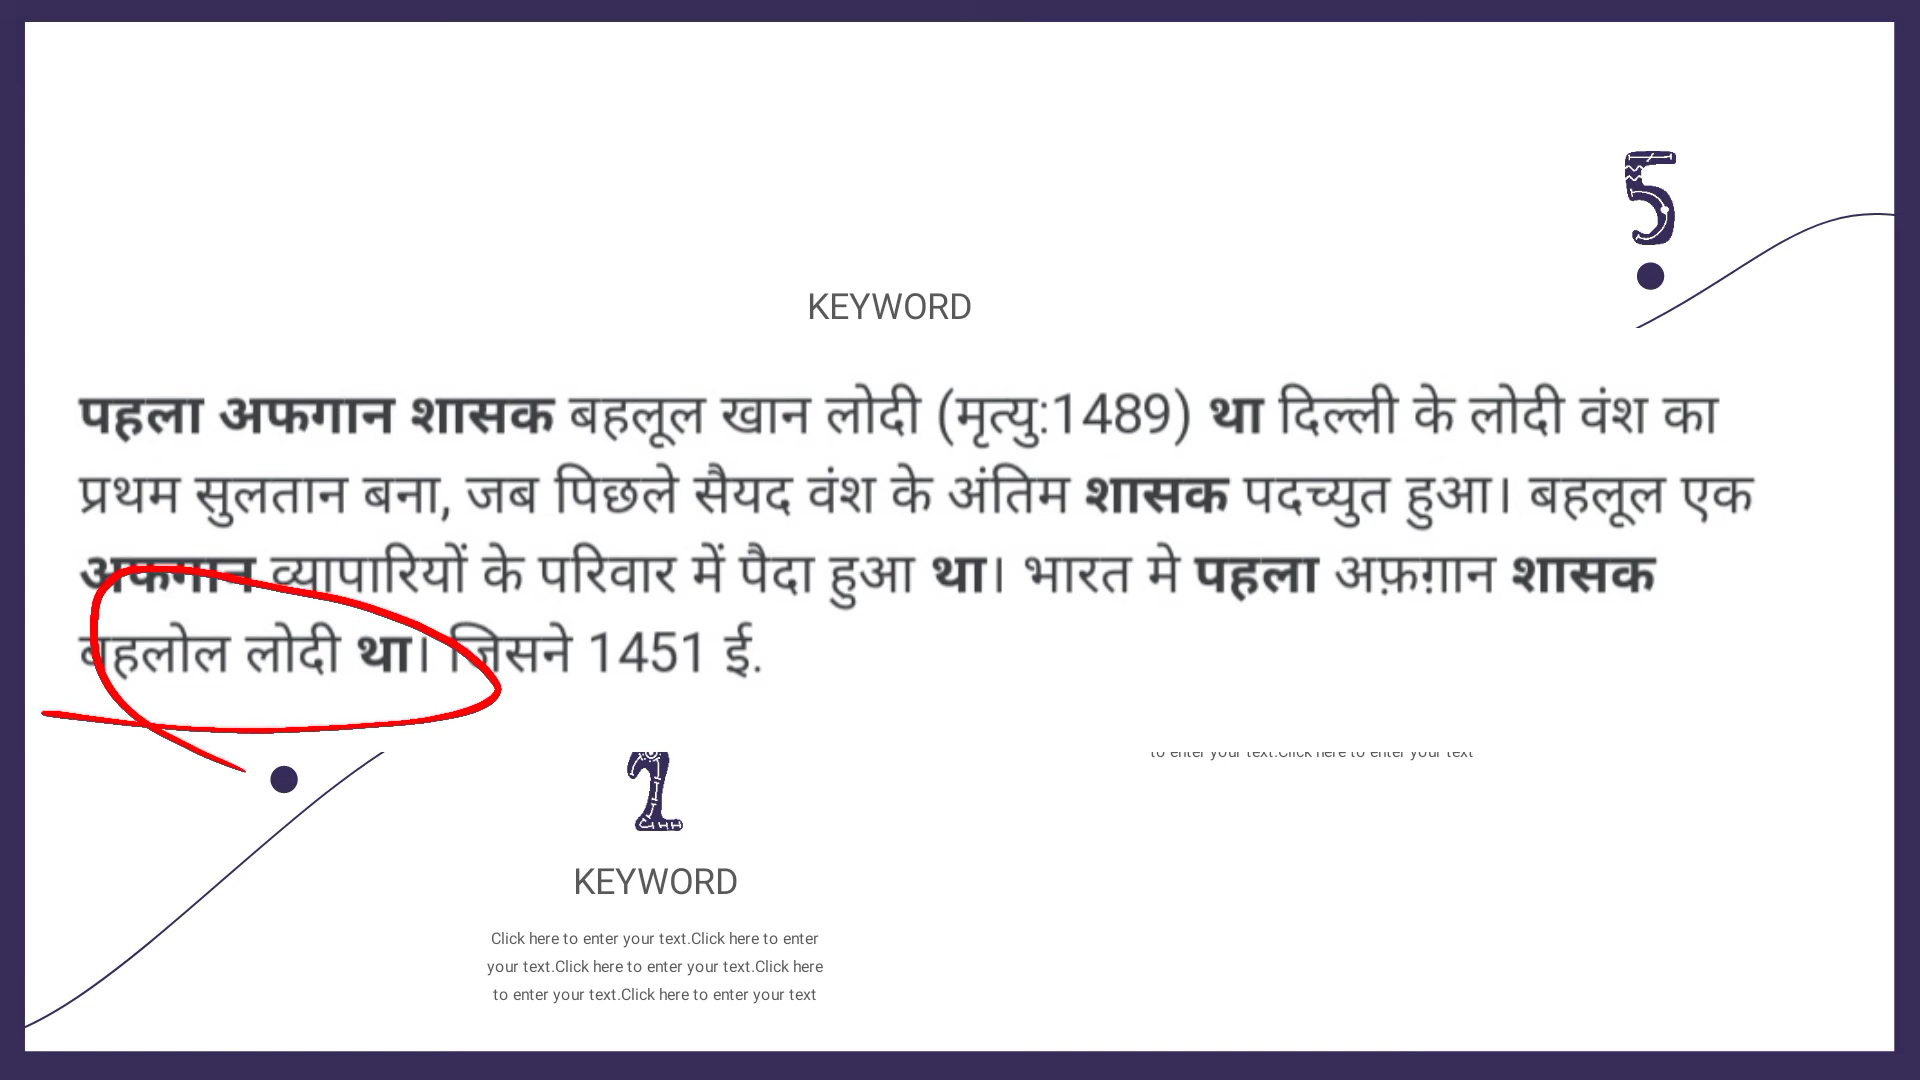 5
KEYWORD
पहला अफगान शासक बहलूल खान लोदी (मृत्यु:1489) था दिल्ली के लोदी वंश का
प्रथम सुलतान बना, जब पिछले सैयद वंश के अंतिम शासक पदच्युत हुआ। बहलूल एक
अफगान व्यापारियों के परिवार में पैदा हुआ था। भारत मे पहला अफ़ग़ान शासक
बहलोल लोदी था। जिसने 1451 ई.
to enter your text.Click here to enter your text
2
KEYWORD
Click here to enter your text.Click here to enter
your text.Click here to enter your text.Click here
to enter your text.Click here to enter your text